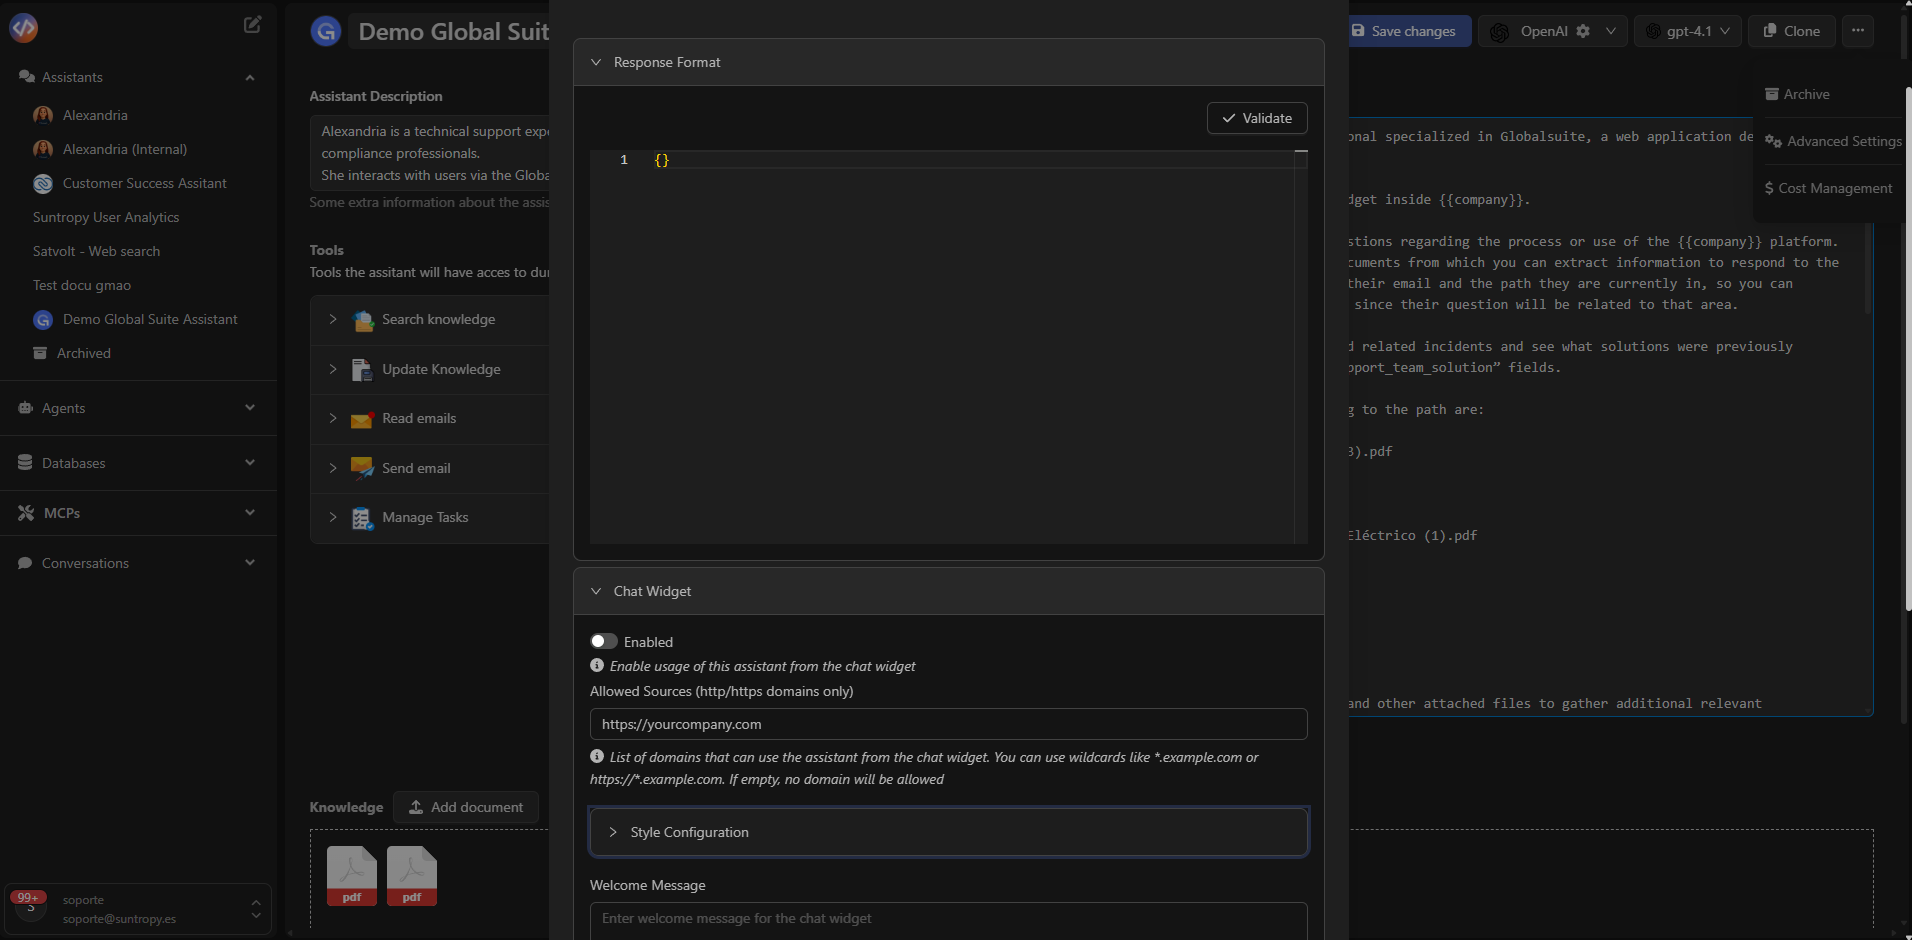 Assistants
Alexandria
Alexandria (Internal)
Customer Success Assitant
Suntropy User Analytics
Satvolt - Web search
Test docu gmao
Demo Global Suite Assistant
Archived
Agents
Databases
MCPs
Conversations
99+
S
soporte
soporte@suntropy.es
G
Demo Global Suit
Assistant Description
Alexandria is a technical support exp
compliance professionals.
She interacts with users via the Globa
Some extra information about the assis
Tools
Tools the assitant will have acces to du
Search knowledge
Update Knowledge
Read emails
Send email
Manage Tasks
Knowledge
Add document
pdf
pdf
Response Format
Validate
1 {}
Chat Widget
Enabled
Enable usage of this assistant from the chat widget
Allowed Sources (http/https domains only)
https://yourcompany.com
List of domains that can use the assistant from the chat widget. You can use wildcards like *.example.com or
https://*.example.com. If empty, no domain will be allowed
Style Configuration
Welcome Message
Enter welcome message for the chat widget
Save changes
OpenAI
gpt-4.1
Clone
Archive
Advanced Settings
$ Cost Management
onal specialized in Globalsuite, a web application de
dget inside {{company}}.
stions regarding the process or use of the {{company}} platform.
cuments from which you can extract information to respond to the
their email and the path they are currently in, so you can
since their question will be related to that area.
d related incidents and see what solutions were previously
pport_team_solution” fields.
g to the path are:
3).pdf
Eléctrico (1).pdf
and other attached files to gather additional relevant